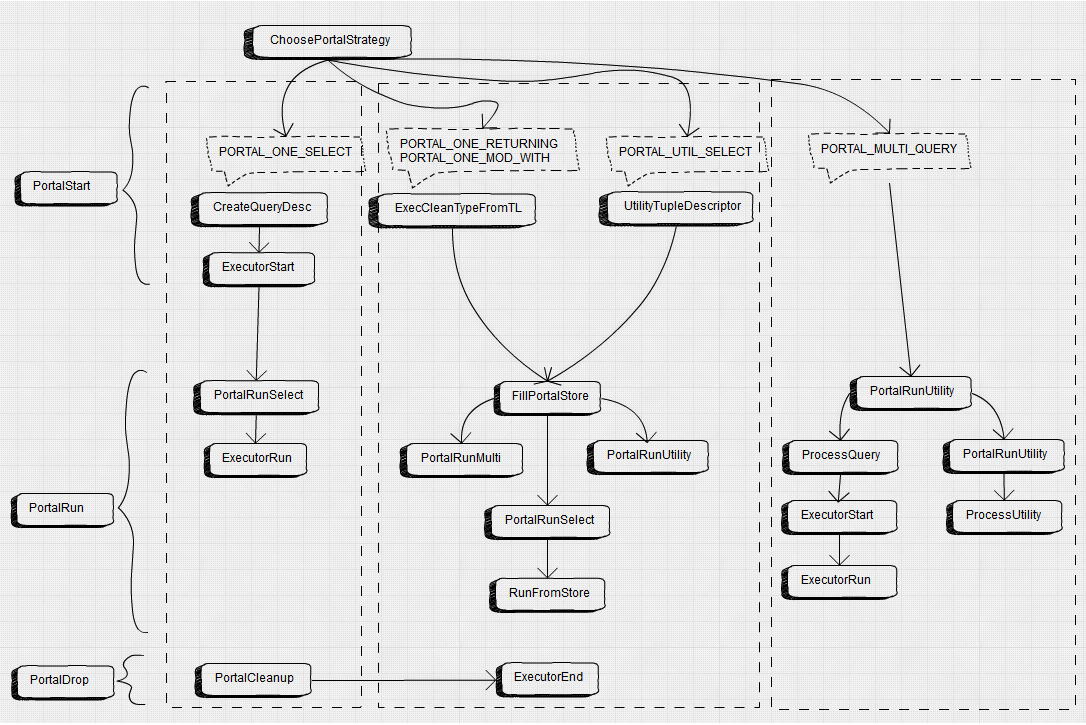 ChoosePortalStrategy
PORTAL_ONE_SELECT
PORTAL_ONE_RETURNING
PORTAL_ONE_MOD_WITH
PORTAL_UTIL_SELECT
PORTAL_MULTI_QUERY
PortalStart
CreateQueryDesc
ExecCleanTypeFromTL
UtilityTupleDescriptor
ExecutorStart
PortalRunSelect
FillPortalStore
PortalRunUtility
ExecutorRun
PortalRunMulti
PortalRunUtility
ProcessQuery
PortalRunUtility
PortalRun
PortalRunSelect
ExecutorStart
ProcessUtility
RunFromStore
ExecutorRun
PortalDrop
PortalCleanup
ExecutorEnd